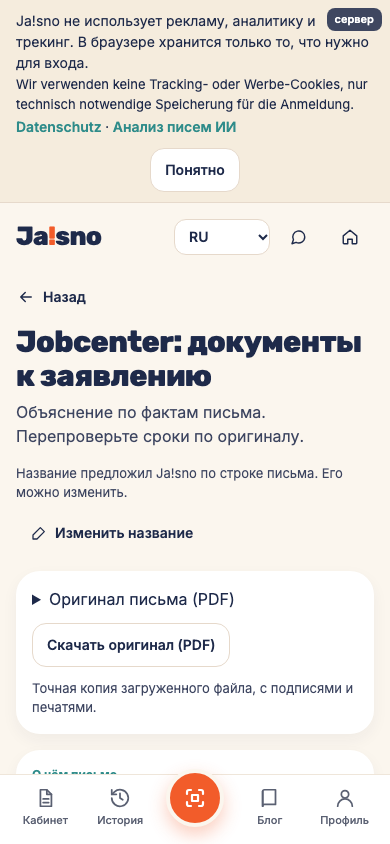 Ja!sno не использует рекламу, аналитику и
сервер
трекинг. В браузере хранится только то, что нужно
для входа.
Wir verwenden keine Tracking- oder Werbe-Cookies, nur
technisch notwendige Speicherung für die Anmeldung.
Datenschutz · Анализ писем ИИ
Понятно
Ja!sno
RU
Назад
Jobcenter: документы
к заявлению
Объяснение по фактам письма.
Перепроверьте сроки по оригиналу.
Название предложил Ja!sno по строке письма. Его
можно изменить.
Изменить название
Оригинал письма (PDF)
Скачать оригинал (PDF)
Точная копия загруженного файла, с подписями и
печатями.
Кабинет
История
Блог
Профиль